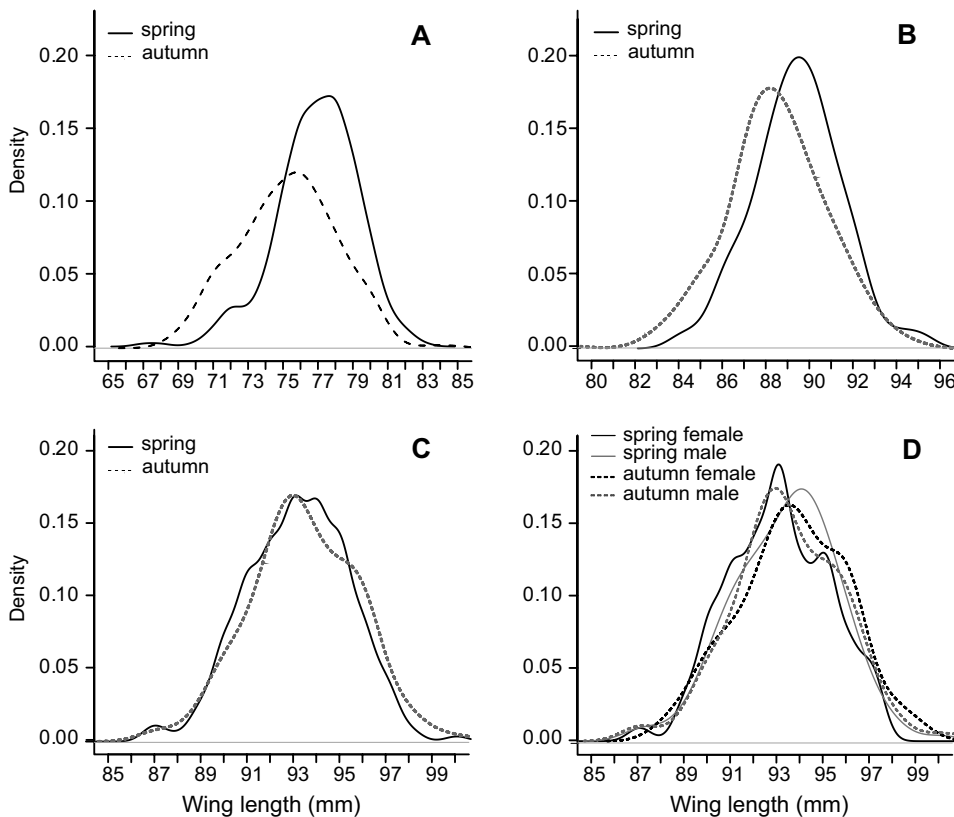 spring
autumn
A
0.20
0.15
0.10
0.05
0.00
Density
65 67 69 71 73 75 77 79 81 83 85
spring
autumn
B
0.20
0.15
0.10
0.05
0.00
80 82 84 86 88 90 92 94 96
spring
autumn
C
0.20
0.15
0.10
0.05
0.00
Density
85 87 89 91 93 95 97 99
Wing length (mm)
spring female
spring male
autumn female
autumn male
D
0.20
0.15
0.10
0.05
0.00
85 87 89 91 93 95 97 99
Wing length (mm)